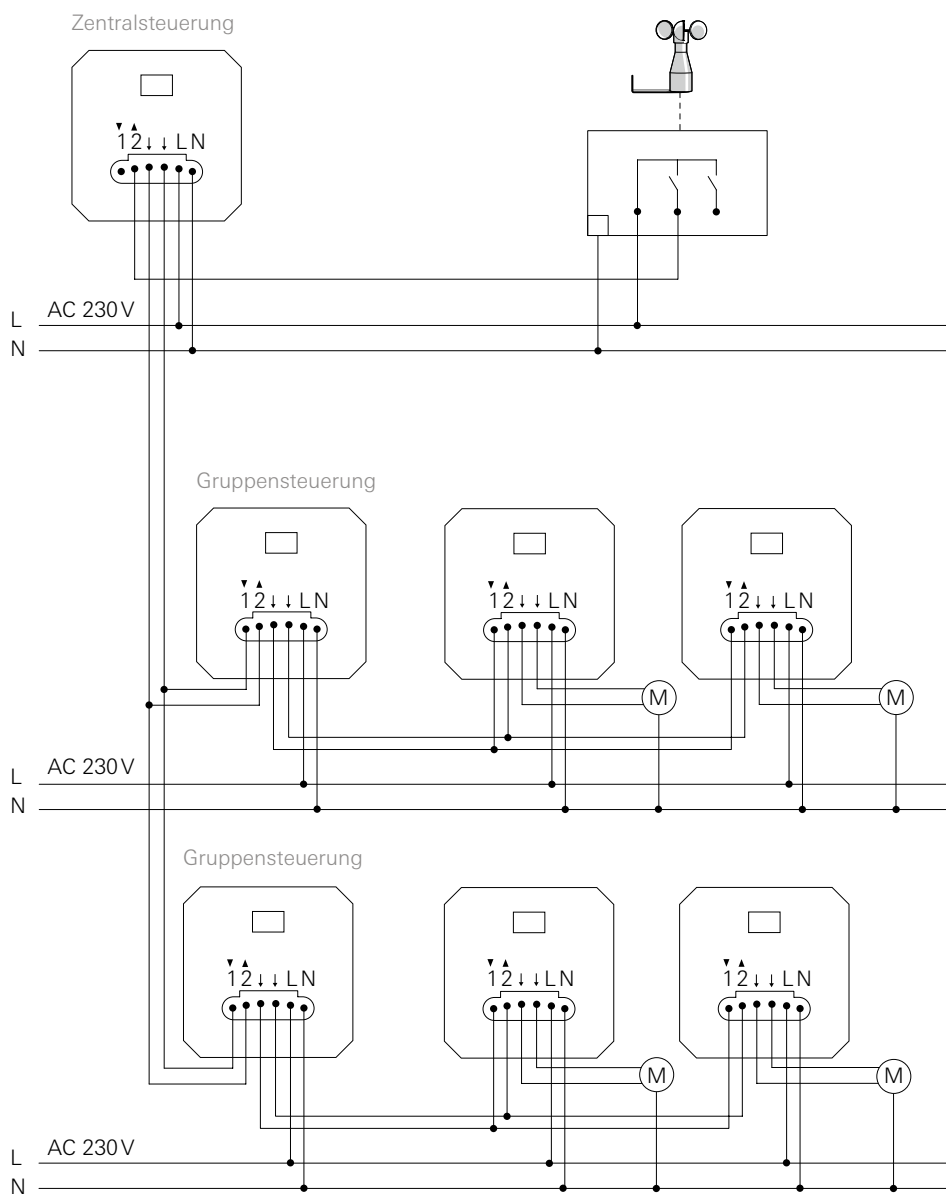 Zentralsteuerung
▼ ▲
1 2 ↓ ↓ L N
L AC 230 V
N
Gruppensteuerung
▼ ▲ ▼ ▲ ▼ ▲
1 2 ↓ ↓ L N 1 2 ↓ ↓ L N 1 2 ↓ ↓ L N
M M
L AC 230 V
N
Gruppensteuerung
▼ ▲ ▼ ▲ ▼ ▲
1 2 ↓ ↓ L N 1 2 ↓ ↓ L N 1 2 ↓ ↓ L N
M M
L AC 230 V
N